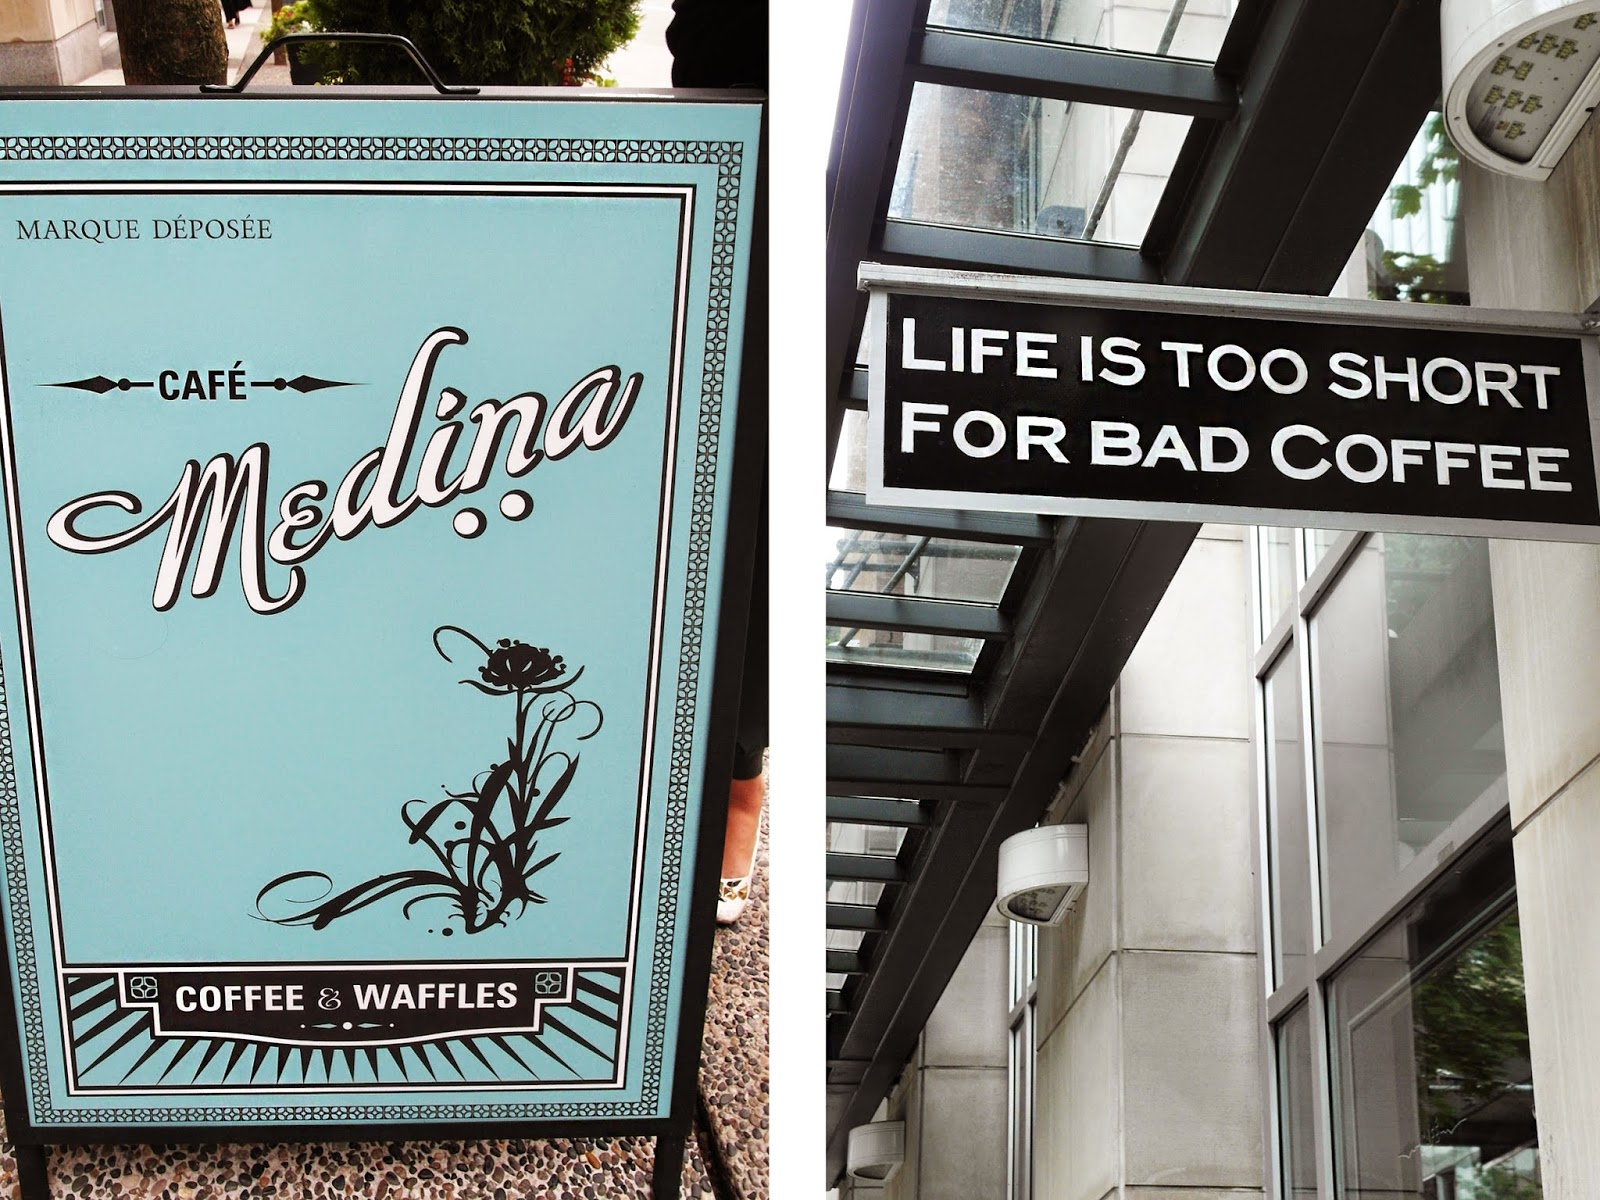 MARQUE DÉPOSÉE
CAFÉ
Medina
COFFEE & WAFFLES
LIFE IS TOO SHORT
FOR BAD COFFEE